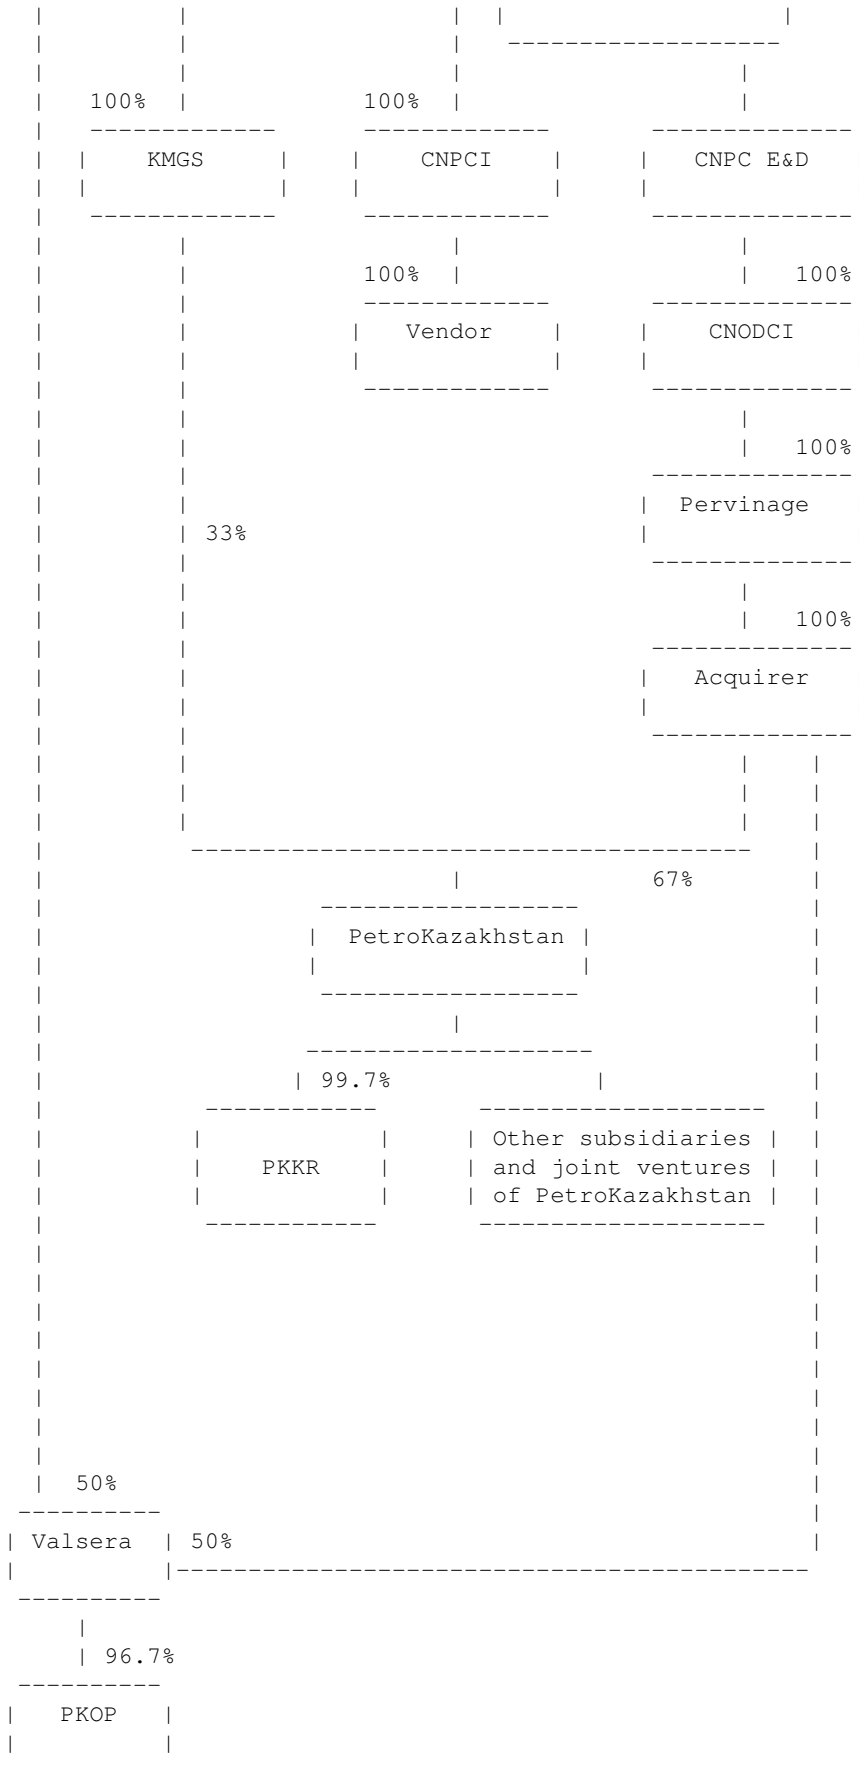 100% 100%
KMGS CNPCI CNPC E&D
100% 100%
Vendor CNODCI
100%
Pervinage
33%
100%
Acquirer
67%
PetroKazakhstan
99.7%
Other subsidiaries
PKKR and joint ventures
of PetroKazakhstan
50%
Valsera 50%
96.7%
PKOP